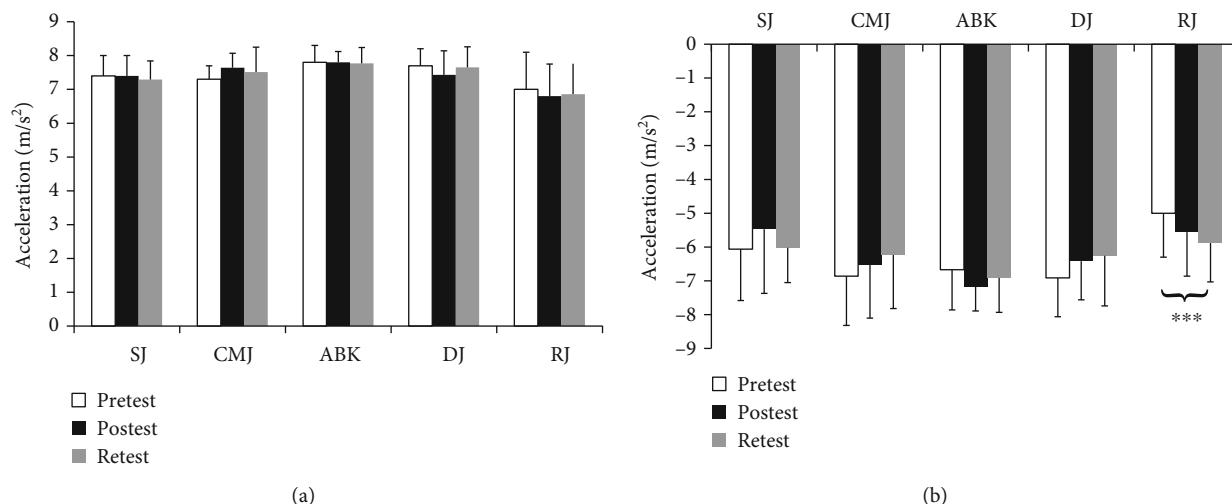 9
8
7
6
5
4
3
2
1
0
Acceleration (m/s²)
SJ CMJ ABK DJ RJ
Pretest
Postest
Retest
(a)
SJ CMJ ABK DJ RJ
0
−1
−2
−3
−4
−5
−6
−7
−8
−9
Acceleration (m/s²)
***
Pretest
Postest
Retest
(b)